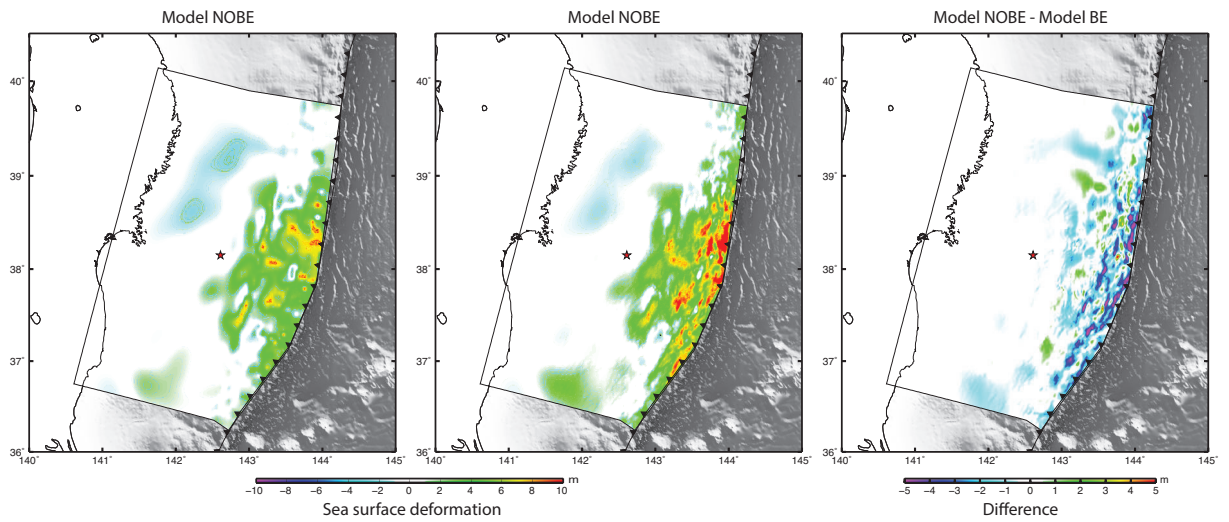 Model NOBE
Model NOBE
Model NOBE - Model BE
40°
39°
38°
37°
36°
140° 141° 142° 143° 144° 145°
40°
39°
38°
37°
36°
140° 141° 142° 143° 144° 145°
40°
39°
38°
37°
36°
140° 141° 142° 143° 144° 145°
m
−10 −8 −6 −4 −2 0 2 4 6 8 10
Sea surface deformation
m
−5 −4 −3 −2 −1 0 1 2 3 4 5
Difference